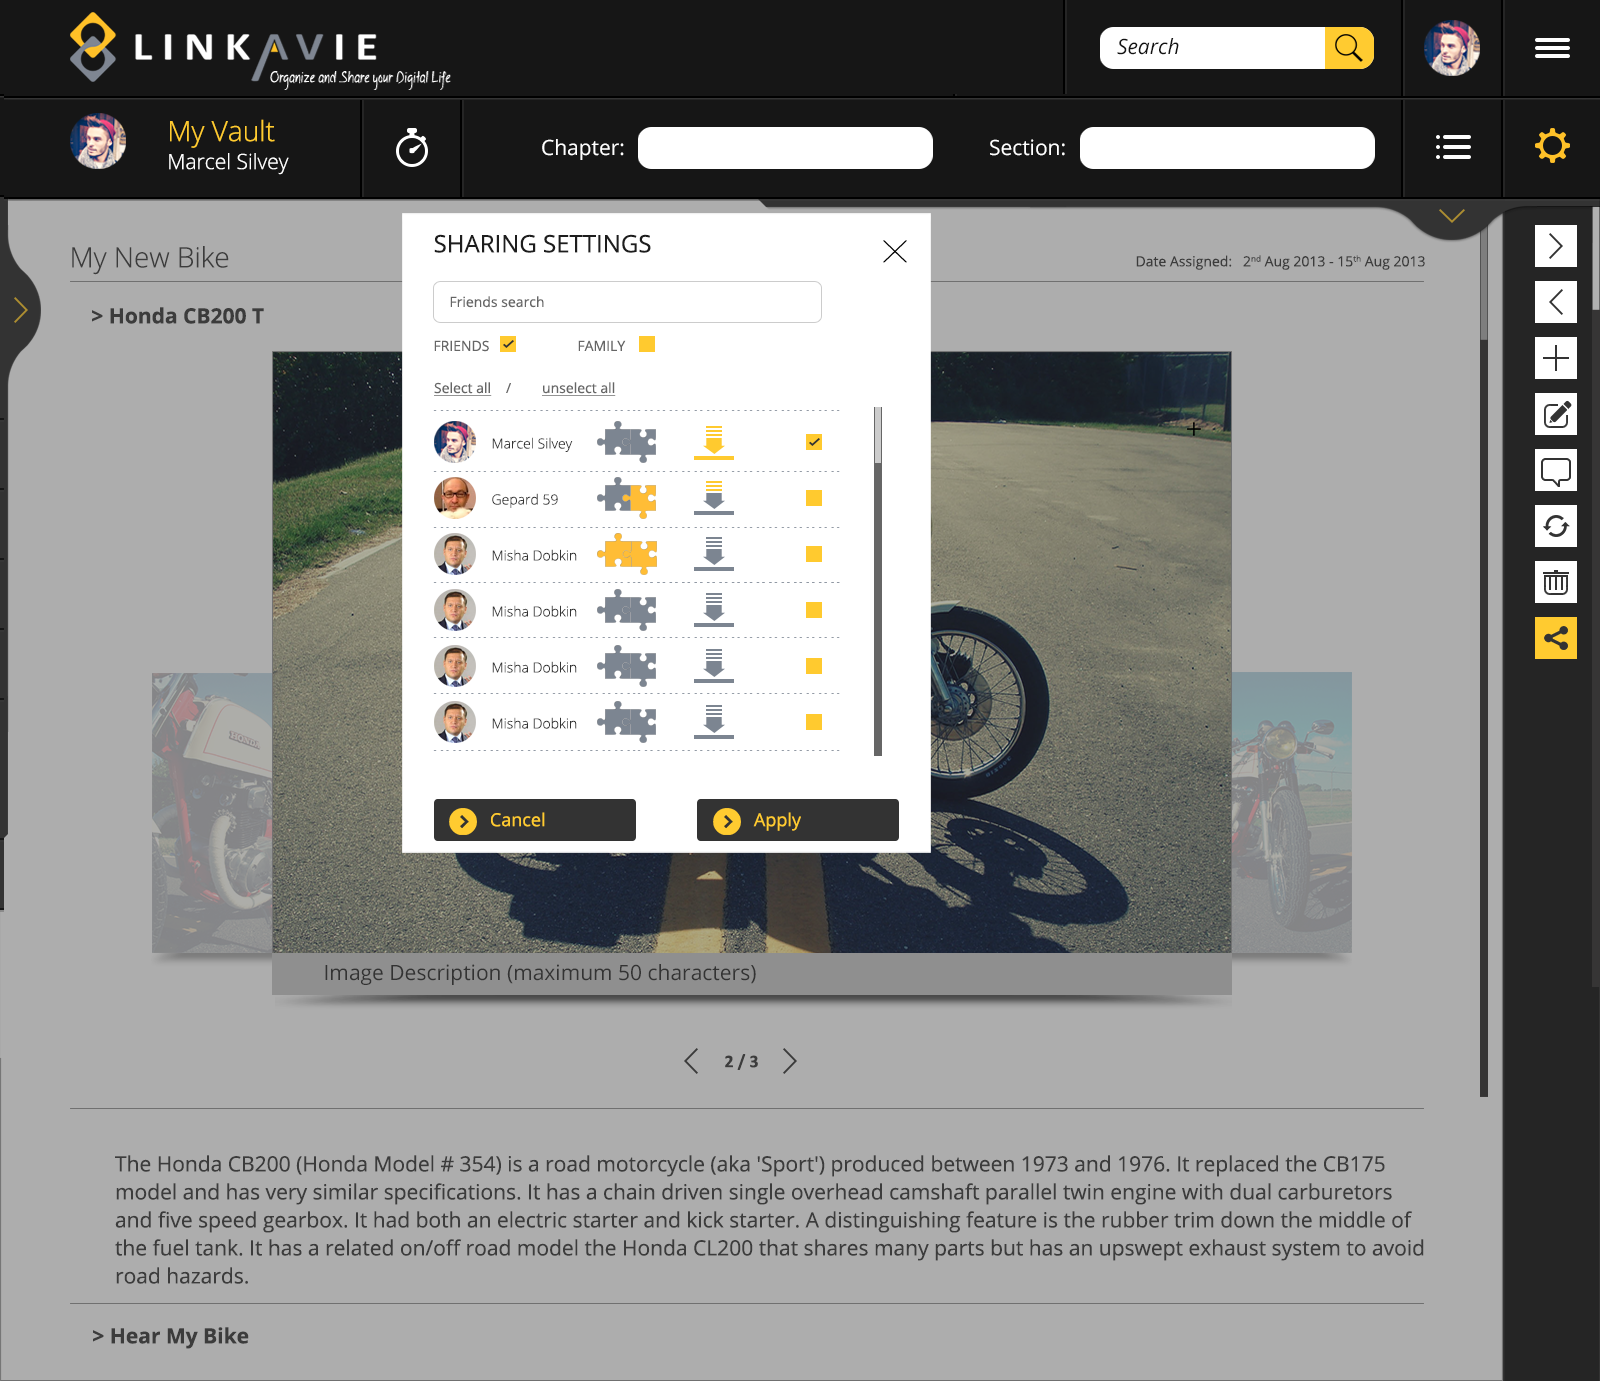 LINKAVIE
Organize and Share your Digital Life
Search
My Vault
Marcel Silvey
Chapter:
Section:
My New Bike
Date Assigned: 2nd Aug 2013 - 15th Aug 2013
> Honda CB200 T
SHARING SETTINGS
Friends search
FRIENDS
FAMILY
Select all / unselect all
Marcel Silvey
Gepard 59
Misha Dobkin
Misha Dobkin
Misha Dobkin
Misha Dobkin
Cancel
Apply
HONDA
Image Description (maximum 50 characters)
2 / 3
The Honda CB200 (Honda Model # 354) is a road motorcycle (aka 'Sport') produced between 1973 and 1976. It replaced the CB175
model and has very similar specifications. It has a chain driven single overhead camshaft parallel twin engine with dual carburetors
and five speed gearbox. It had both an electric starter and kick starter. A distinguishing feature is the rubber trim down the middle of
the fuel tank. It has a related on/off road model the Honda CL200 that shares many parts but has an upswept exhaust system to avoid
road hazards.
> Hear My Bike